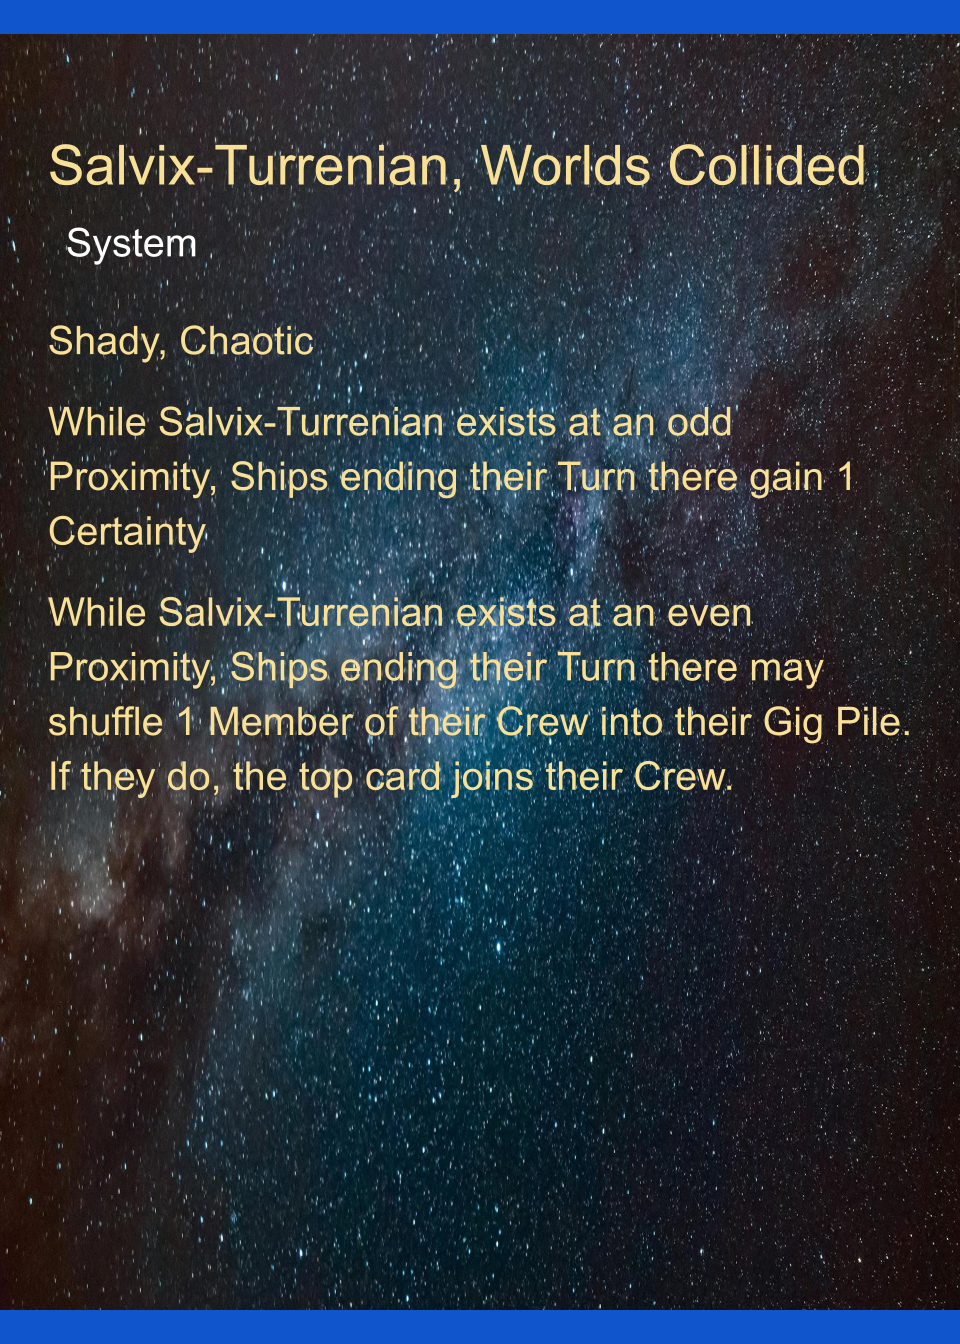 Salvix-Turrenian, Worlds Collided
System
Shady, Chaotic
While Salvix-Turrenian exists at an odd
Proximity, Ships ending their Turn there gain 1
Certainty
While Salvix-Turrenian exists at an even
Proximity, Ships ending their Turn there may
shuffle 1 Member of their Crew into their Gig Pile.
If they do, the top card joins their Crew.